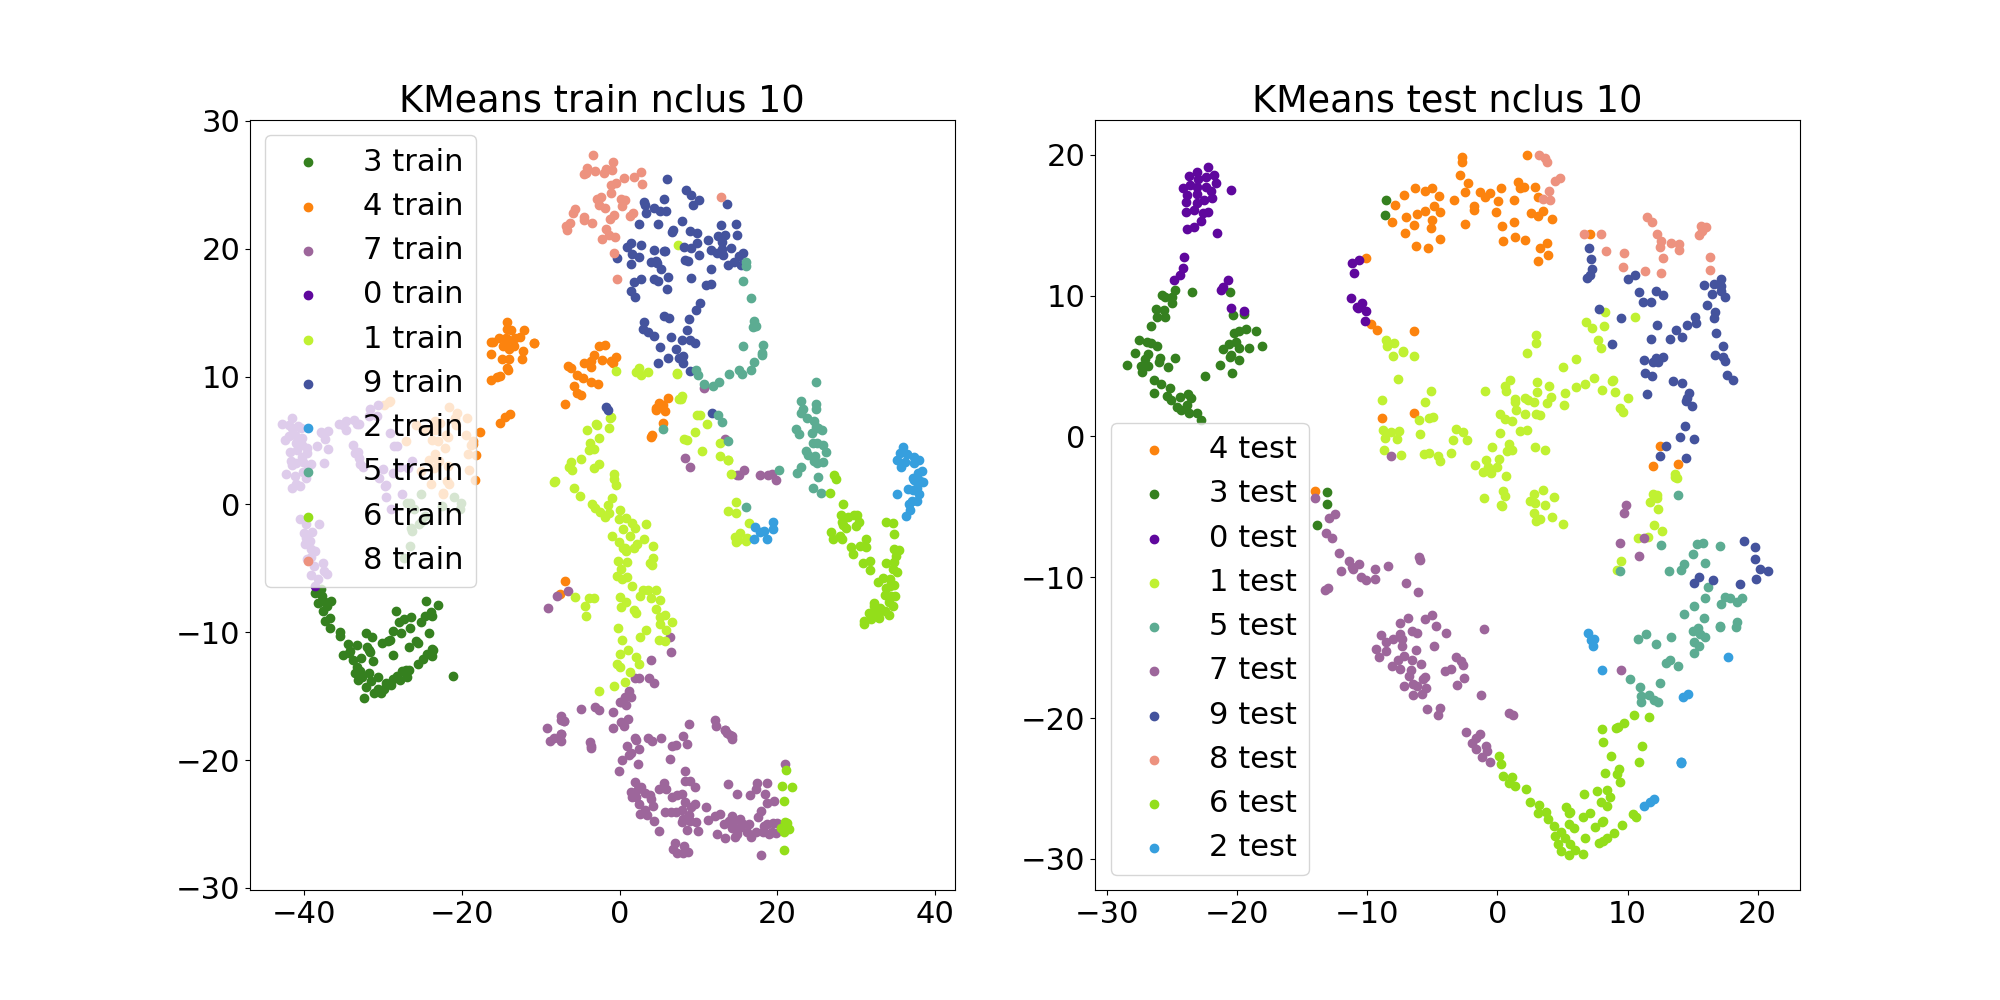 KMeans train nclus 10
30
20
10
0
−10
−20
−30
−40
−20
0
20
40
3 train
4 train
7 train
0 train
1 train
9 train
2 train
5 train
6 train
8 train
KMeans test nclus 10
20
10
0
−10
−20
−30
−30
−20
−10
0
10
20
4 test
3 test
0 test
1 test
5 test
7 test
9 test
8 test
6 test
2 test